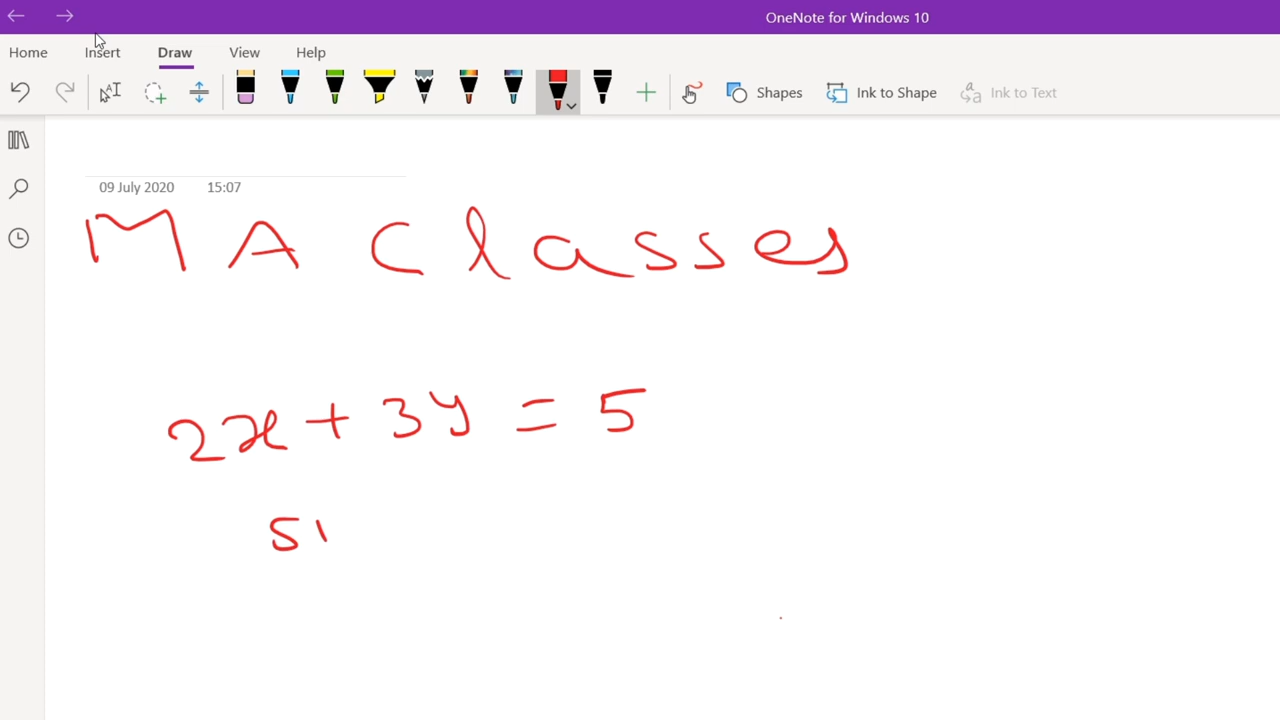 OneNote for Windows 10
Home Insert Draw View Help
Shapes Ink to Shape Ink to Text
09 July 2020 15:07
M A Classes
2x + 3y = 5
5